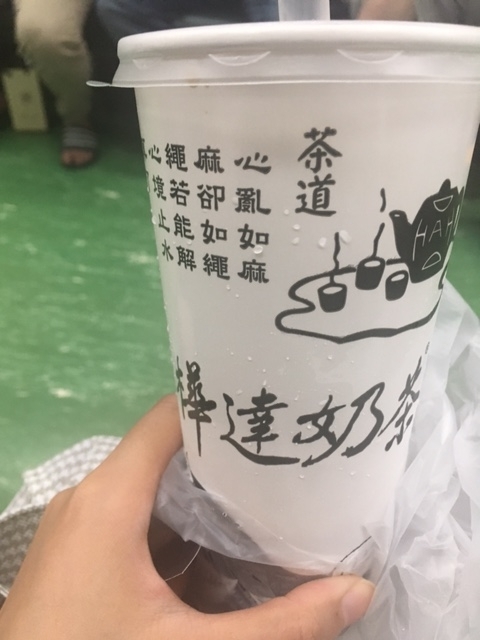 茶道
心亂如麻
麻卻如繩
繩若能解
心境止水
樺達奶茶